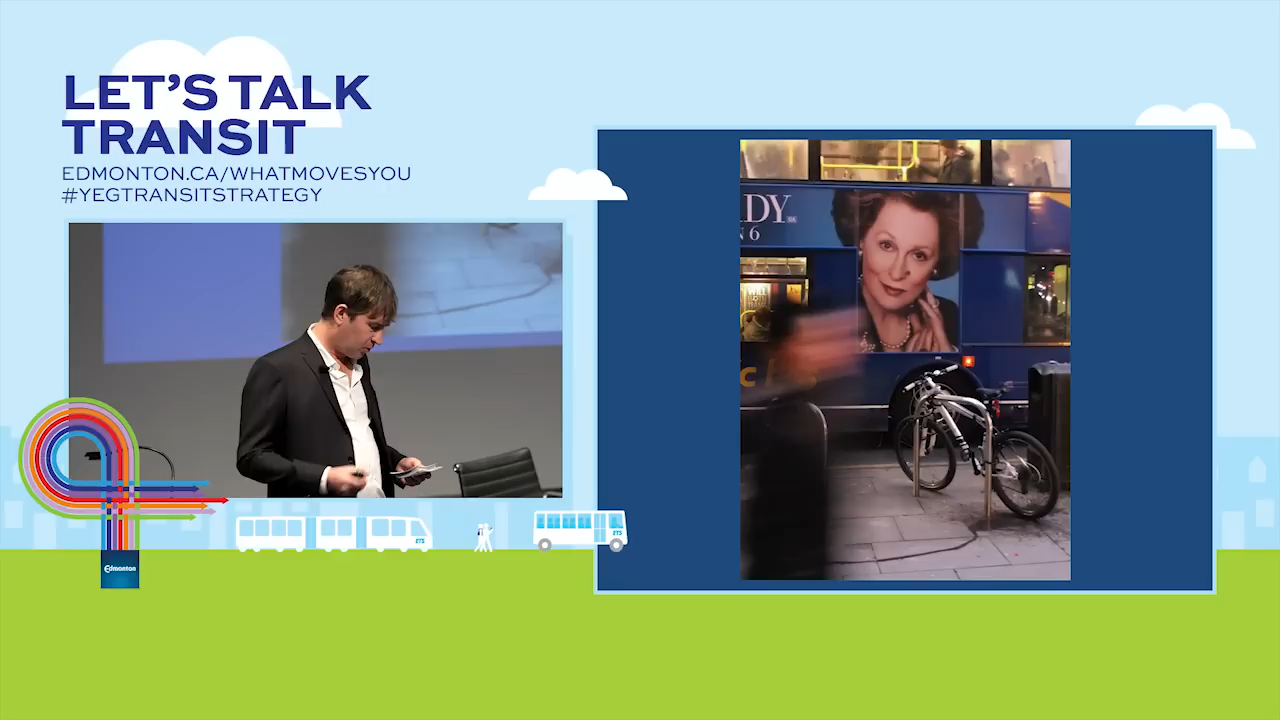 LET'S TALK
TRANSIT
EDMONTON.CA/WHATMOVESYOU
#YEGTRANSITSTRATEGY
DY
N 6
c
ETS
ETS
Edmonton